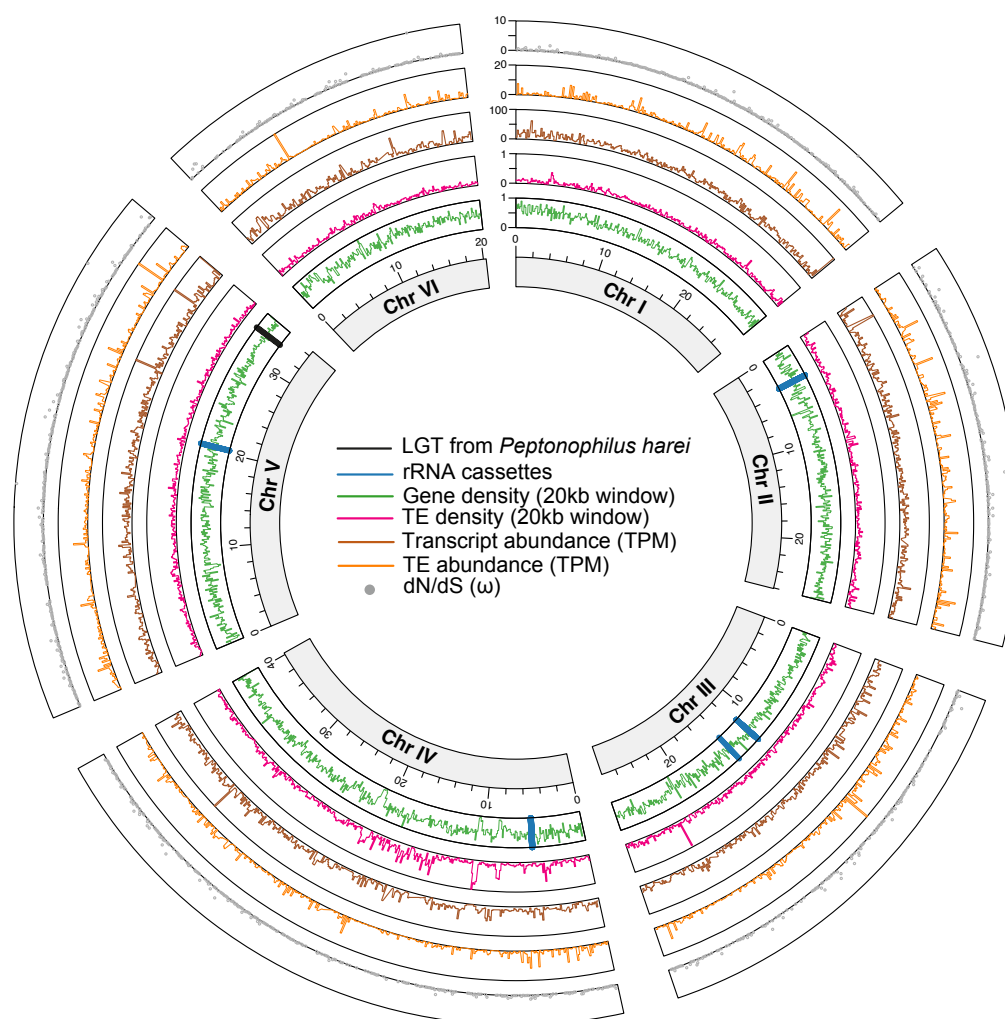 10
0
20
0
100
0
1
0
1
0
0
10
20
Chr I
0
10
20
Chr II
0
10
20
Chr III
0
10
20
30
40
Chr IV
0
10
20
30
Chr V
0
10
20
Chr VI
LGT from Peptonophilus harei
rRNA cassettes
Gene density (20kb window)
TE density (20kb window)
Transcript abundance (TPM)
TE abundance (TPM)
dN/dS (ω)